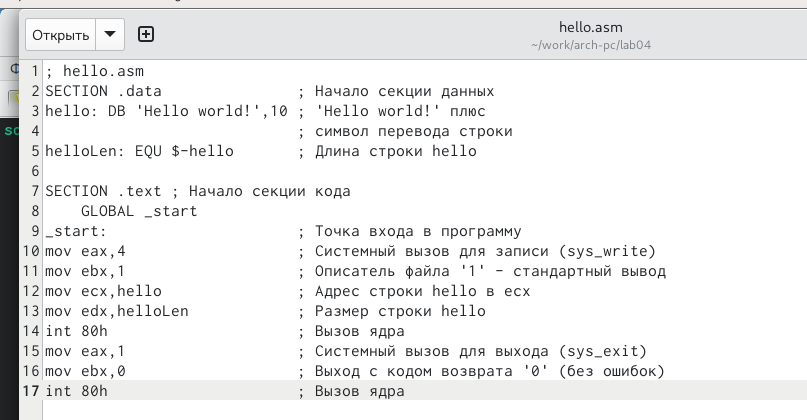 Открыть
hello.asm
~/work/arch-pc/lab04
1 ; hello.asm
2 SECTION .data ; Начало секции данных
3 hello: DB 'Hello world!',10 ; 'Hello world!' плюс
4 ; символ перевода строки
5 helloLen: EQU $-hello ; Длина строки hello
6
7 SECTION .text ; Начало секции кода
8 GLOBAL _start
9 _start: ; Точка входа в программу
10 mov eax,4 ; Системный вызов для записи (sys_write)
11 mov ebx,1 ; Описатель файла '1' - стандартный вывод
12 mov ecx,hello ; Адрес строки hello в ecx
13 mov edx,helloLen ; Размер строки hello
14 int 80h ; Вызов ядра
15 mov eax,1 ; Системный вызов для выхода (sys_exit)
16 mov ebx,0 ; Выход с кодом возврата '0' (без ошибок)
17 int 80h ; Вызов ядра